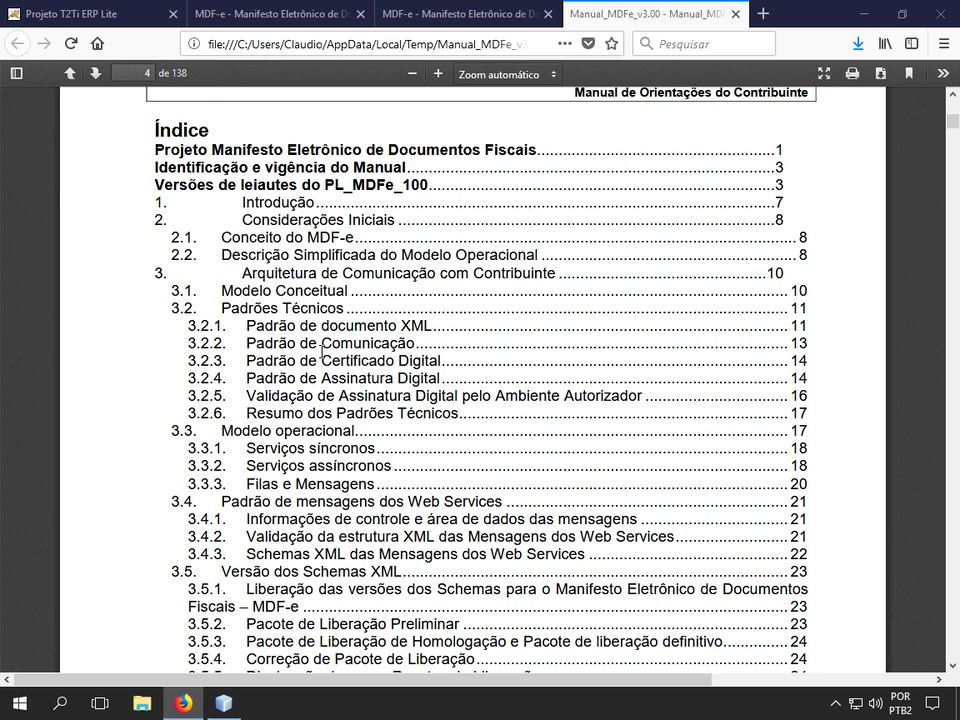 Projeto T2Ti ERP Lite
MDF-e - Manifesto Eletrônico de D
MDF-e - Manifesto Eletrônico de D
Manual_MDFe_v3.00 - Manual_MDF
file:///C:/Users/Claudio/AppData/Local/Temp/Manual_MDFe_v3
Pesquisar
4 de 138
Zoom automático
Manual de Orientações do Contribuinte
Índice
Projeto Manifesto Eletrônico de Documentos Fiscais 1
Identificação e vigência do Manual 3
Versões de leiautes do PL_MDFe_100 3
1. Introdução 7
2. Considerações Iniciais 8
2.1. Conceito do MDF-e 8
2.2. Descrição Simplificada do Modelo Operacional 8
3. Arquitetura de Comunicação com Contribuinte 10
3.1. Modelo Conceitual 10
3.2. Padrões Técnicos 11
3.2.1. Padrão de documento XML 11
3.2.2. Padrão de Comunicação 13
3.2.3. Padrão de Certificado Digital 14
3.2.4. Padrão de Assinatura Digital 14
3.2.5. Validação de Assinatura Digital pelo Ambiente Autorizador 16
3.2.6. Resumo dos Padrões Técnicos 17
3.3. Modelo operacional 17
3.3.1. Serviços síncronos 18
3.3.2. Serviços assíncronos 18
3.3.3. Filas e Mensagens 20
3.4. Padrão de mensagens dos Web Services 21
3.4.1. Informações de controle e área de dados das mensagens 21
3.4.2. Validação da estrutura XML das Mensagens dos Web Services 21
3.4.3. Schemas XML das Mensagens dos Web Services 22
3.5. Versão dos Schemas XML 23
3.5.1. Liberação das versões dos Schemas para o Manifesto Eletrônico de Documentos
Fiscais – MDF-e 23
3.5.2. Pacote de Liberação Preliminar 23
3.5.3. Pacote de Liberação de Homologação e Pacote de liberação definitivo 24
3.5.4. Correção de Pacote de Liberação 24
POR
PTB2